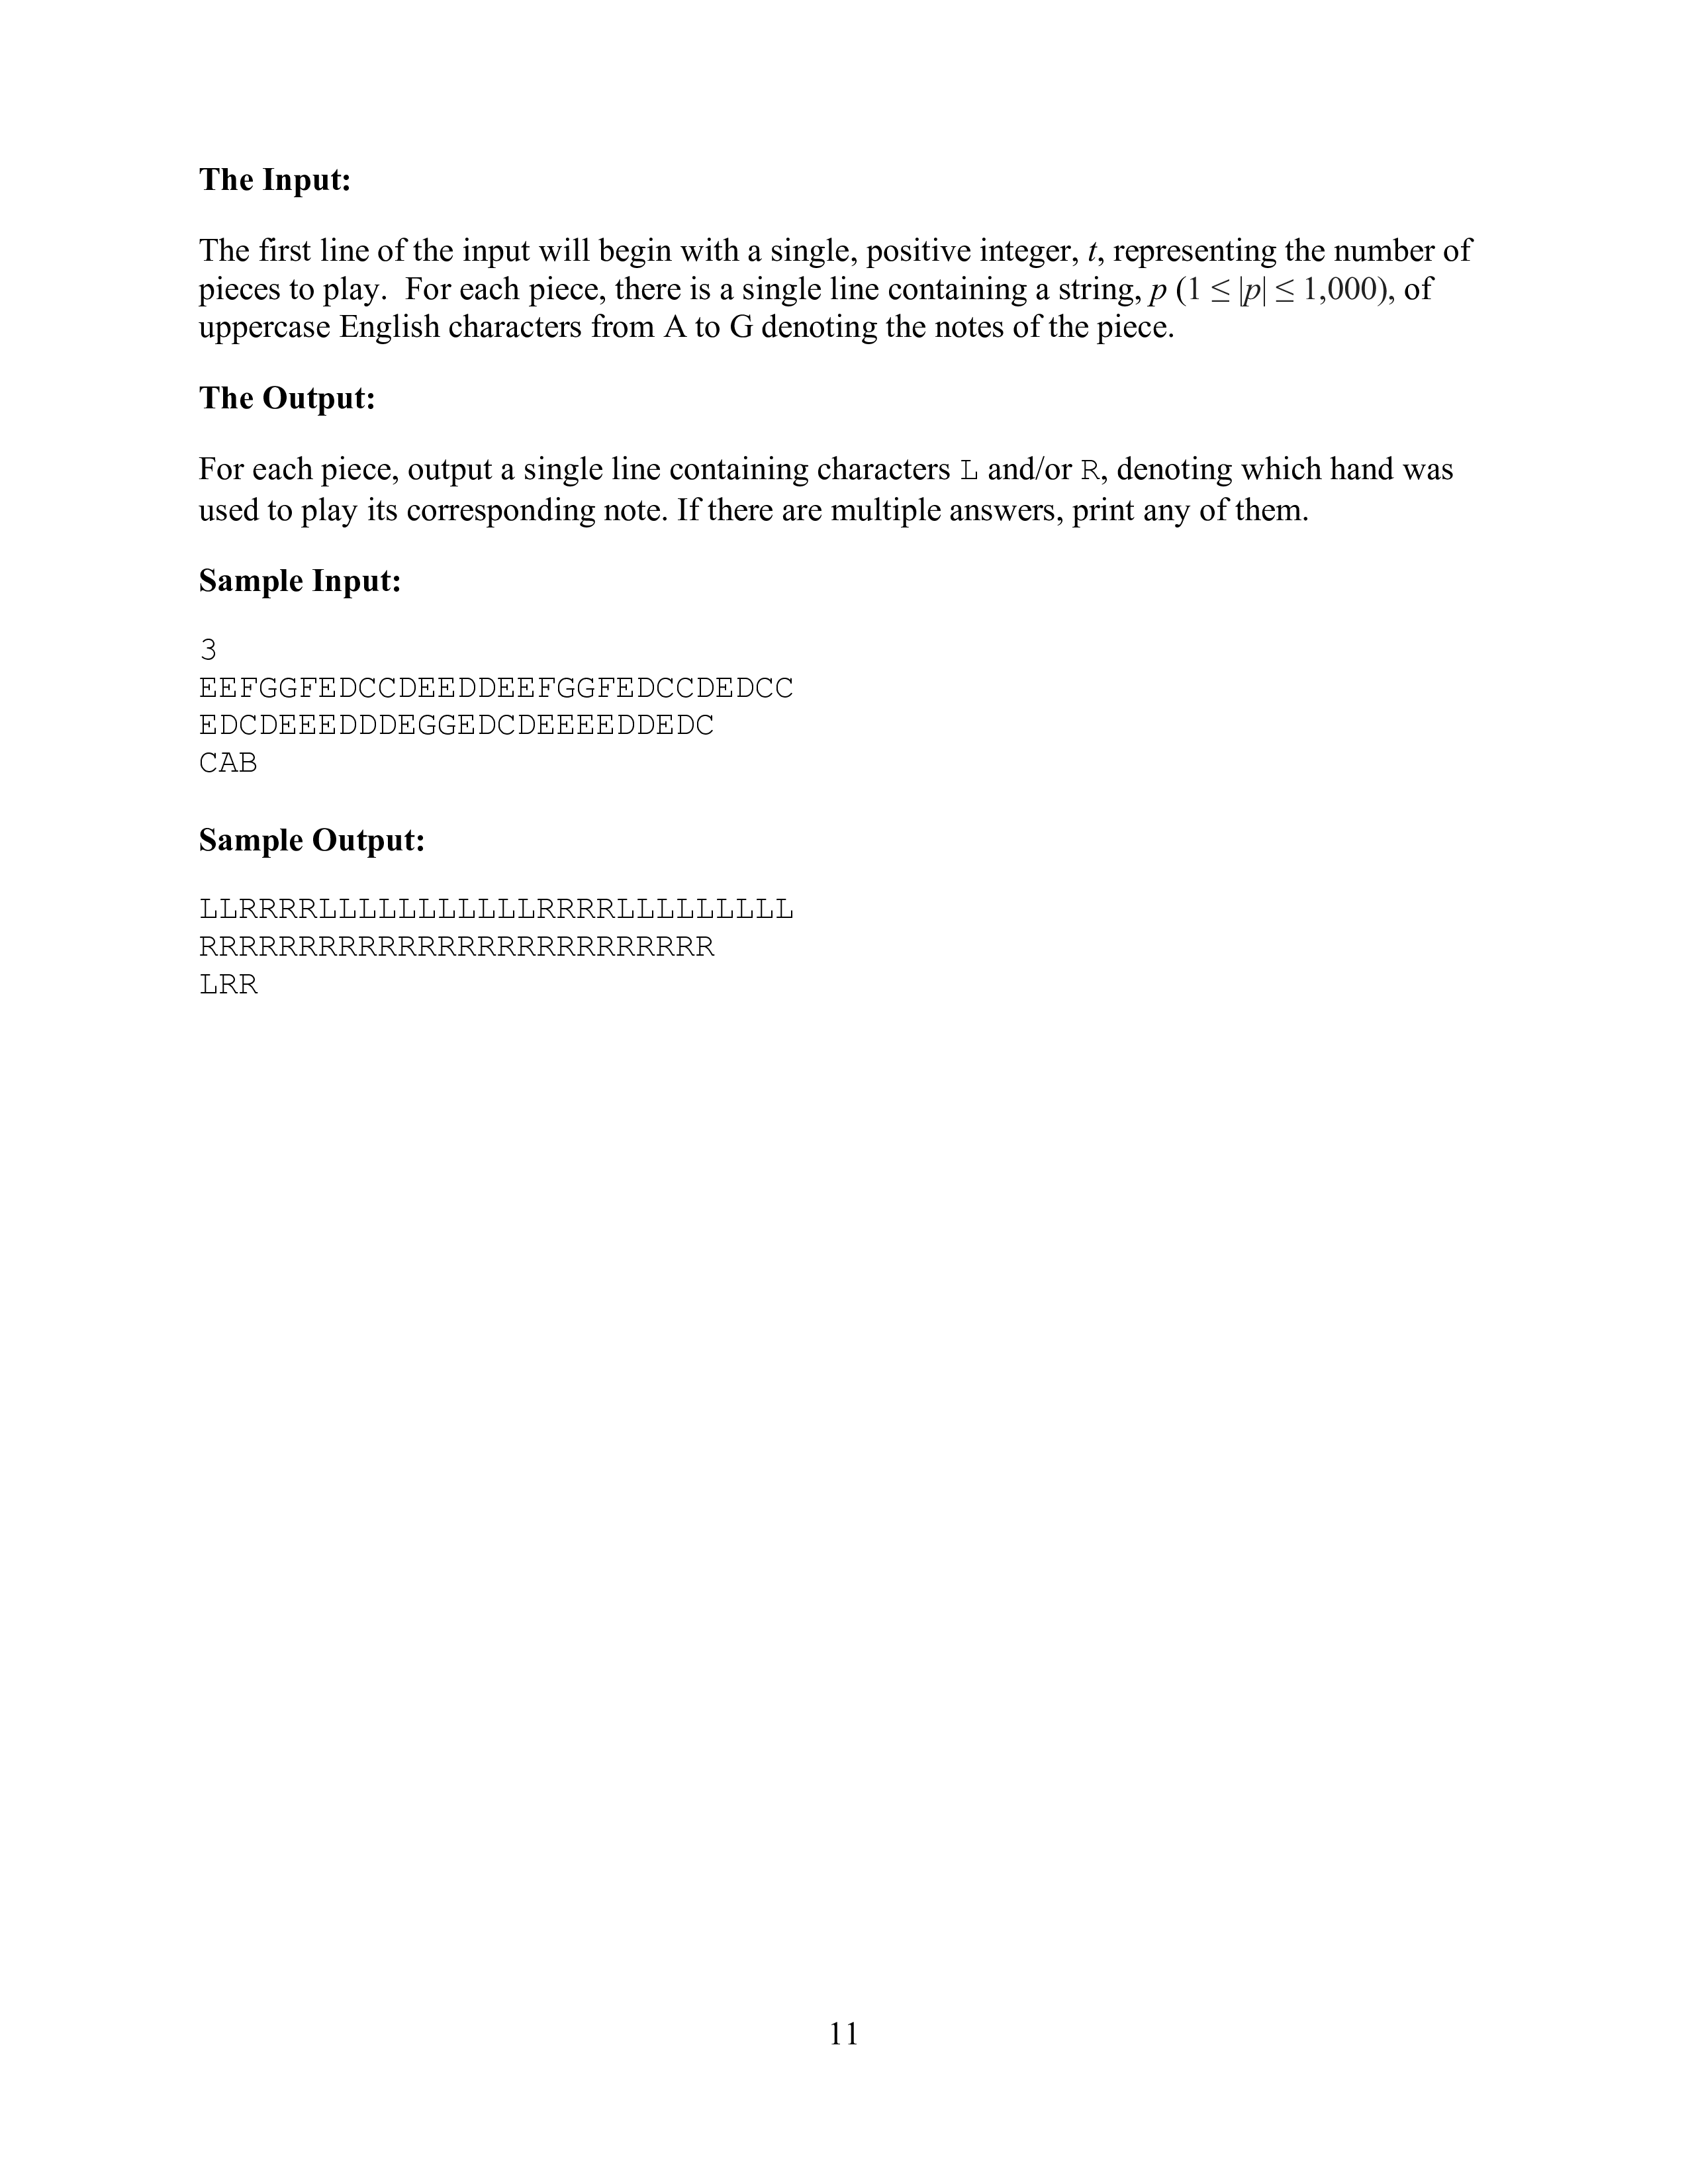 The Input:
The first line of the input will begin with a single, positive integer, t, representing the number of
pieces to play.  For each piece, there is a single line containing a string, p (1 ≤ |p| ≤ 1,000), of
uppercase English characters from A to G denoting the notes of the piece.
The Output:
For each piece, output a single line containing characters L and/or R, denoting which hand was
used to play its corresponding note. If there are multiple answers, print any of them.
Sample Input:
3
EEFGGFEDCCDEEDDEEFGGFEDCCDEDCC
EDCDEEEDDDEGGEDCDEEEEDDEDC
CAB
Sample Output:
LLRRRRLLLLLLLLLLLRRRRLLLLLLLLL
RRRRRRRRRRRRRRRRRRRRRRRRRR
LRR
11